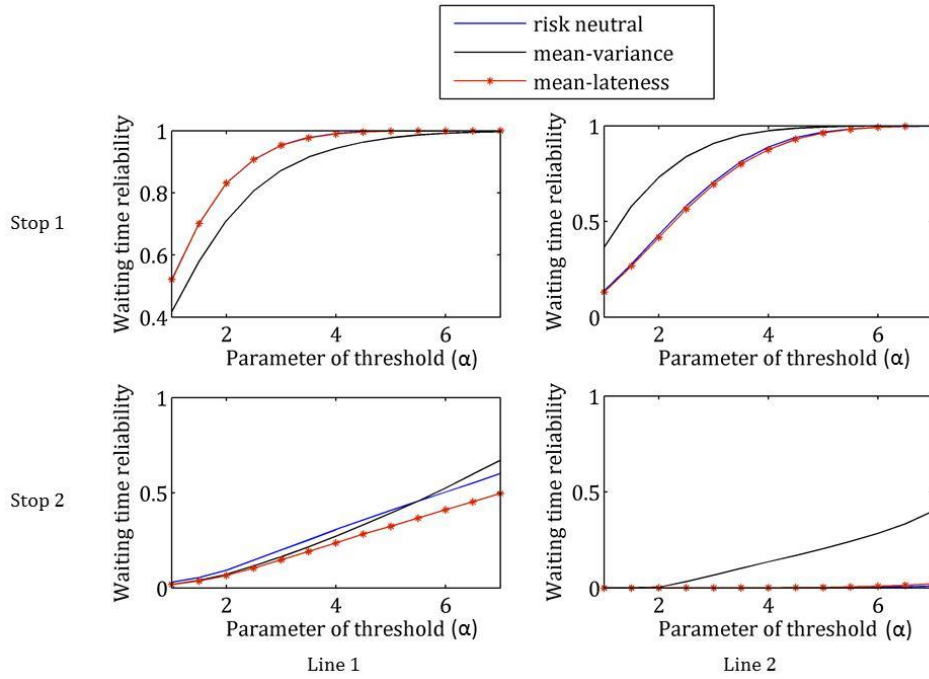 risk neutral
mean-variance
mean-lateness
Stop 1
Waiting time reliability
1
0.8
0.6
0.4
2
4
6
Parameter of threshold (α)
Waiting time reliability
1
0.5
0
2
4
6
Parameter of threshold (α)
Stop 2
Waiting time reliability
1
0.5
0
2
4
6
Parameter of threshold (α)
Line 1
Waiting time reliability
1
0.5
0
2
4
6
Parameter of threshold (α)
Line 2